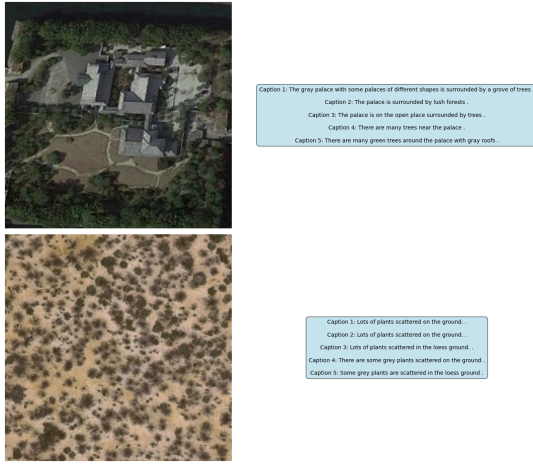 Caption 1: The gray palace with some palaces of different shapes is surrounded by a grove of trees
Caption 2: The palace is surrounded by lush forests .
Caption 3: The palace is on the open place surrounded by trees .
Caption 4: There are many trees near the palace .
Caption 5: There are many green trees around the palace with gray roofs .
Caption 1: Lots of plants scattered on the ground. .
Caption 2: Lots of plants scattered on the ground. .
Caption 3: Lots of plants scattered in the loess ground. .
Caption 4: There are some grey plants scattered on the ground .
Caption 5: Some grey plants are scattered in the loess ground .